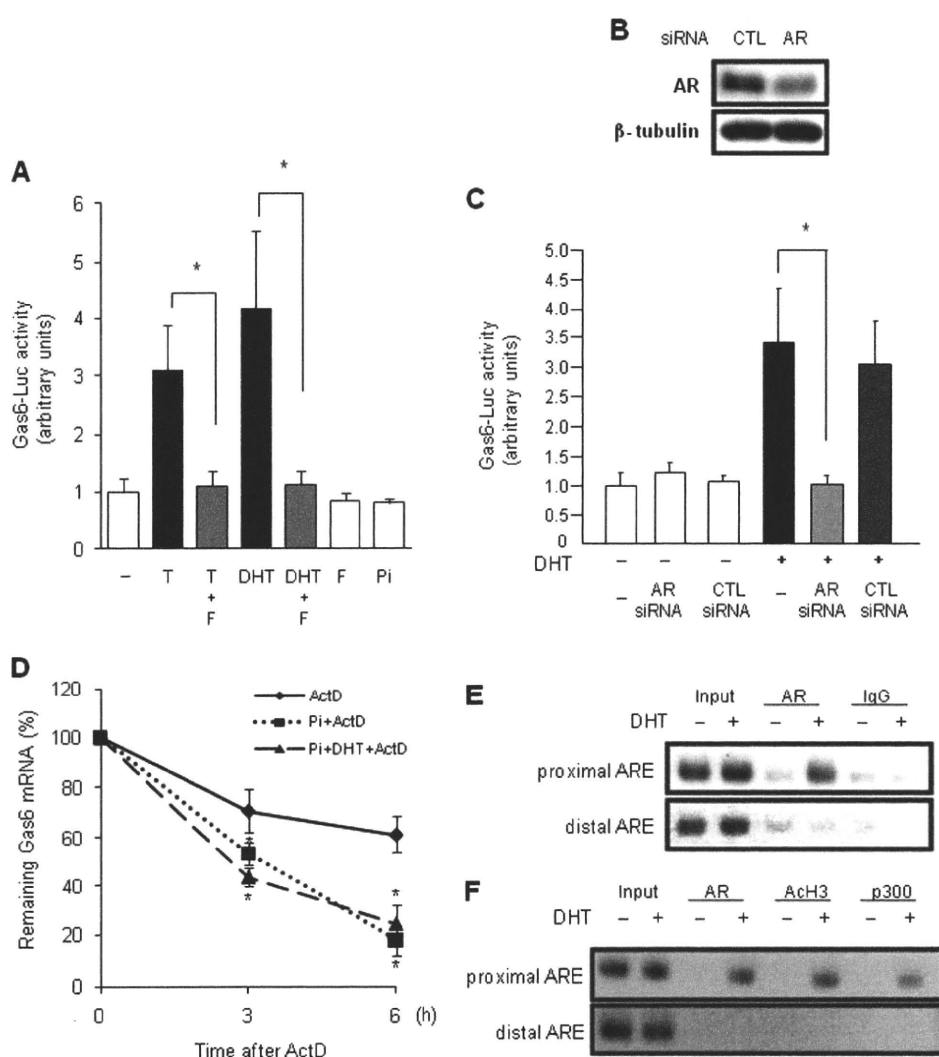 B
siRNA CTL AR
AR
β-tubulin
A
Gas6-Luc activity
(arbitrary units)
6
5
4
3
2
1
0
*
*
– T T DHT DHT F Pi
+ +
F F
C
Gas6-Luc activity
(arbitrary units)
5.0
4.5
4.0
3.5
3.0
2.5
2.0
1.5
1.0
0.5
0
*
DHT – – – + + +
– AR CTL – AR CTL
siRNA siRNA siRNA siRNA
D
Remaining Gas6 mRNA (%)
120
100
80
60
40
20
0
ActD
Pi+ActD
Pi+DHT+ActD
*
*
*
*
0 3 6 (h)
Time after ActD
E
Input AR IgG
DHT – + – + – +
proximal ARE
distal ARE
F
Input AR AcH3 p300
DHT – + – + – + – +
proximal ARE
distal ARE